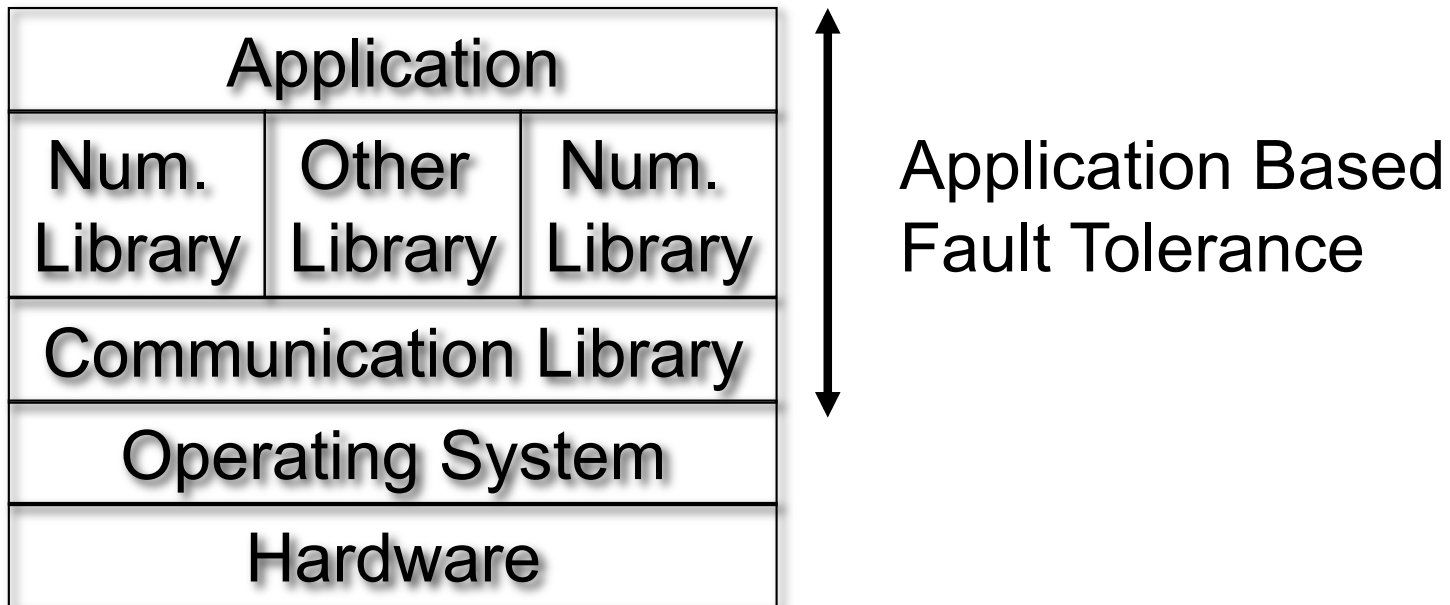 Application
Num.
Library
Other
Library
Num.
Library
Communication Library
Operating System
Hardware
Application Based
Fault Tolerance